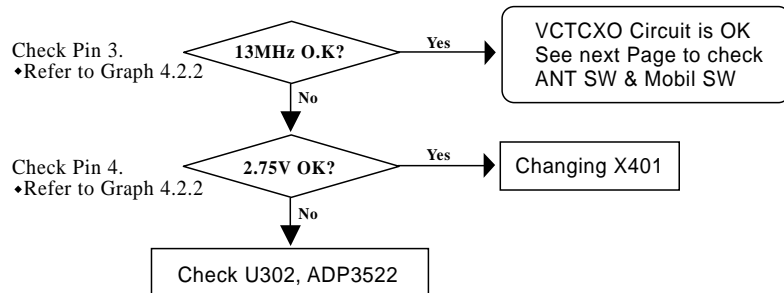 Check Pin 3.
◆Refer to Graph 4.2.2
13MHz O.K?
Yes
VCTCXO Circuit is OK
See next Page to check
ANT SW & Mobil SW
No
Check Pin 4.
◆Refer to Graph 4.2.2
2.75V OK?
Yes
Changing X401
No
Check U302, ADP3522